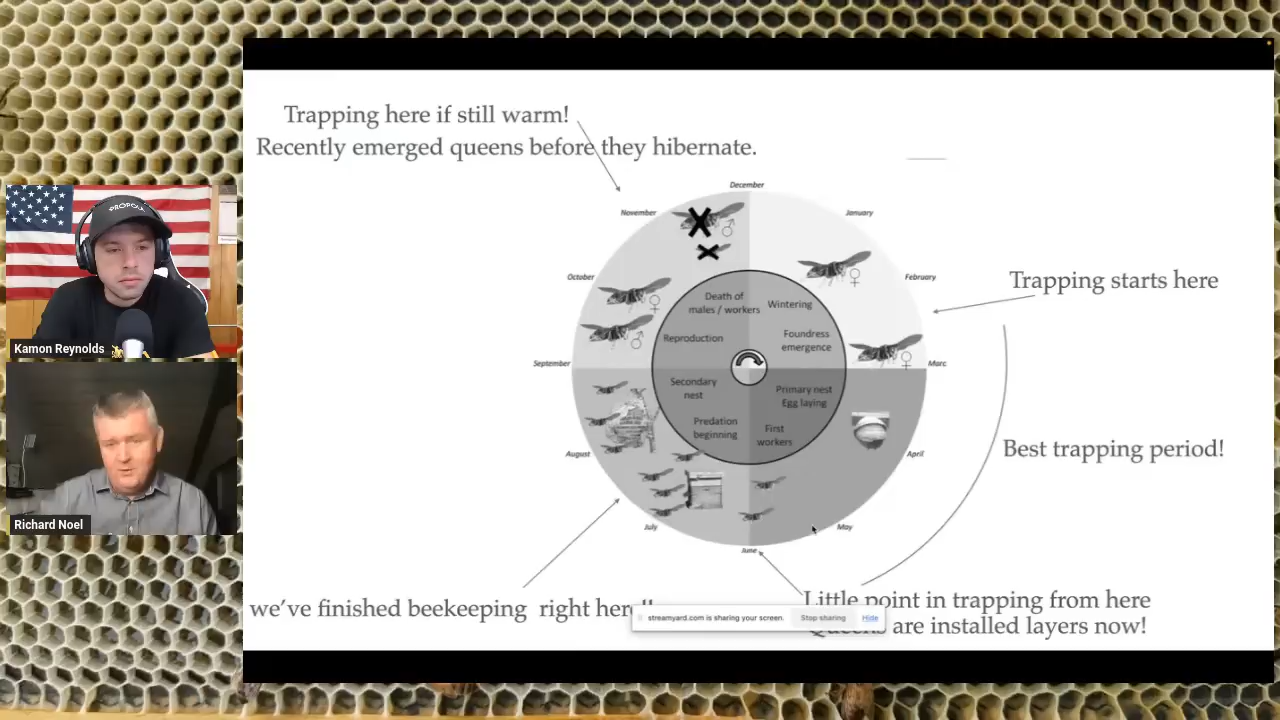 Trapping here if still warm!
Recently emerged queens before they hibernate.
December
November
January
October
February
Trapping starts here
Death of
males / workers
Wintering
Reproduction
Foundress
emergence
September
Marc
Secondary
nest
Primary nest
Egg laying
Predation
beginning
First
workers
August
April
Best trapping period!
July
May
June
we've finished beekeeping right here!!
Little point in trapping from here
Queens are installed layers now!
streamyard.com is sharing your screen.
Stop sharing
Hide
PROPOLIS
Kamon Reynolds
Richard Noel